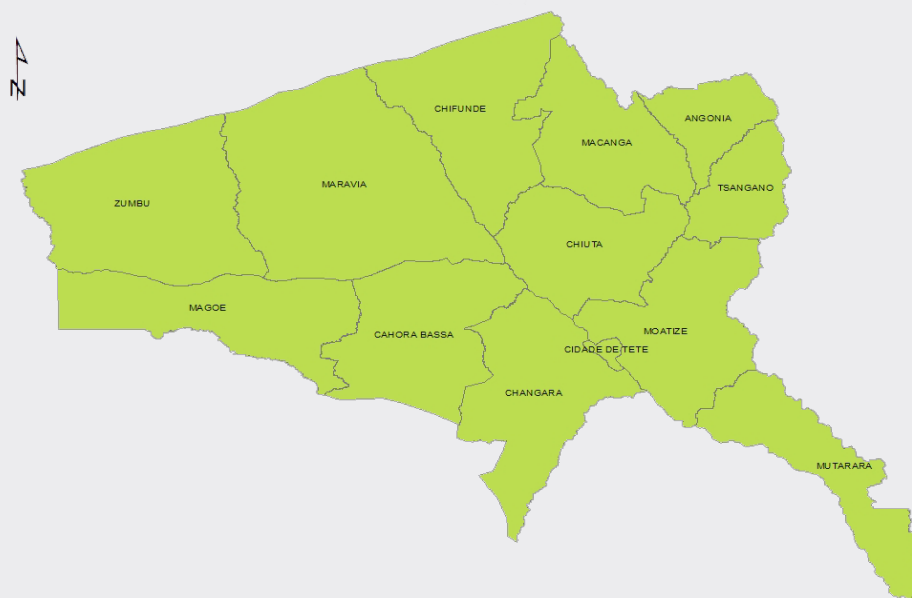 N
CHIFUNDE
ANGONIA
MACANGA
MARAVIA
TSANGANO
ZUMBU
CHIUTA
MAGOE
MOATIZE
CAHORA BASSA
CIDADE DE TETE
CHANGARA
MUTARARA